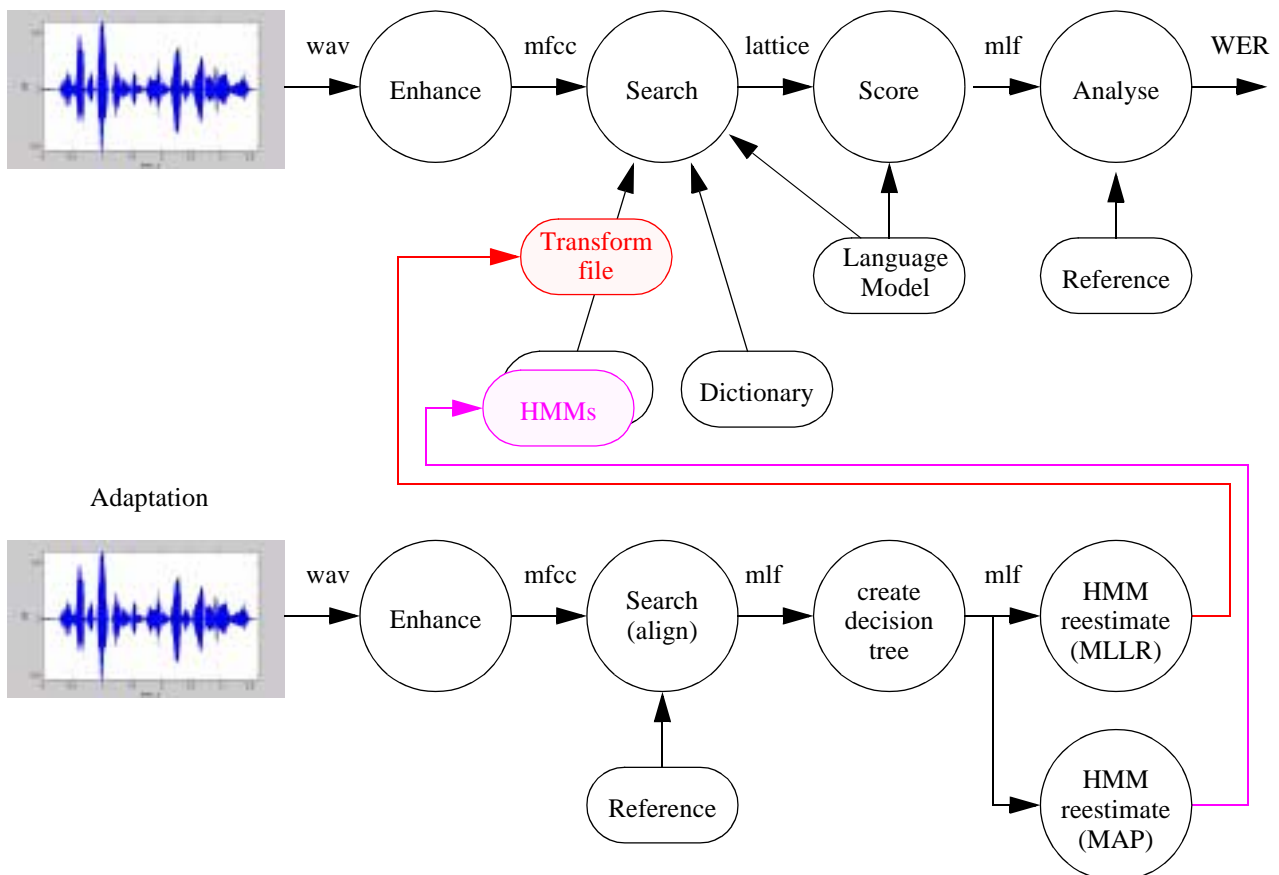 wav
mfcc
lattice
mlf
WER
Enhance
Search
Score
Analyse
Transform
file
Language
Model
Reference
HMMs
Dictionary
Adaptation
wav
mfcc
mlf
mlf
Enhance
Search
(align)
create
decision
tree
HMM
reestimate
(MLLR)
Reference
HMM
reestimate
(MAP)